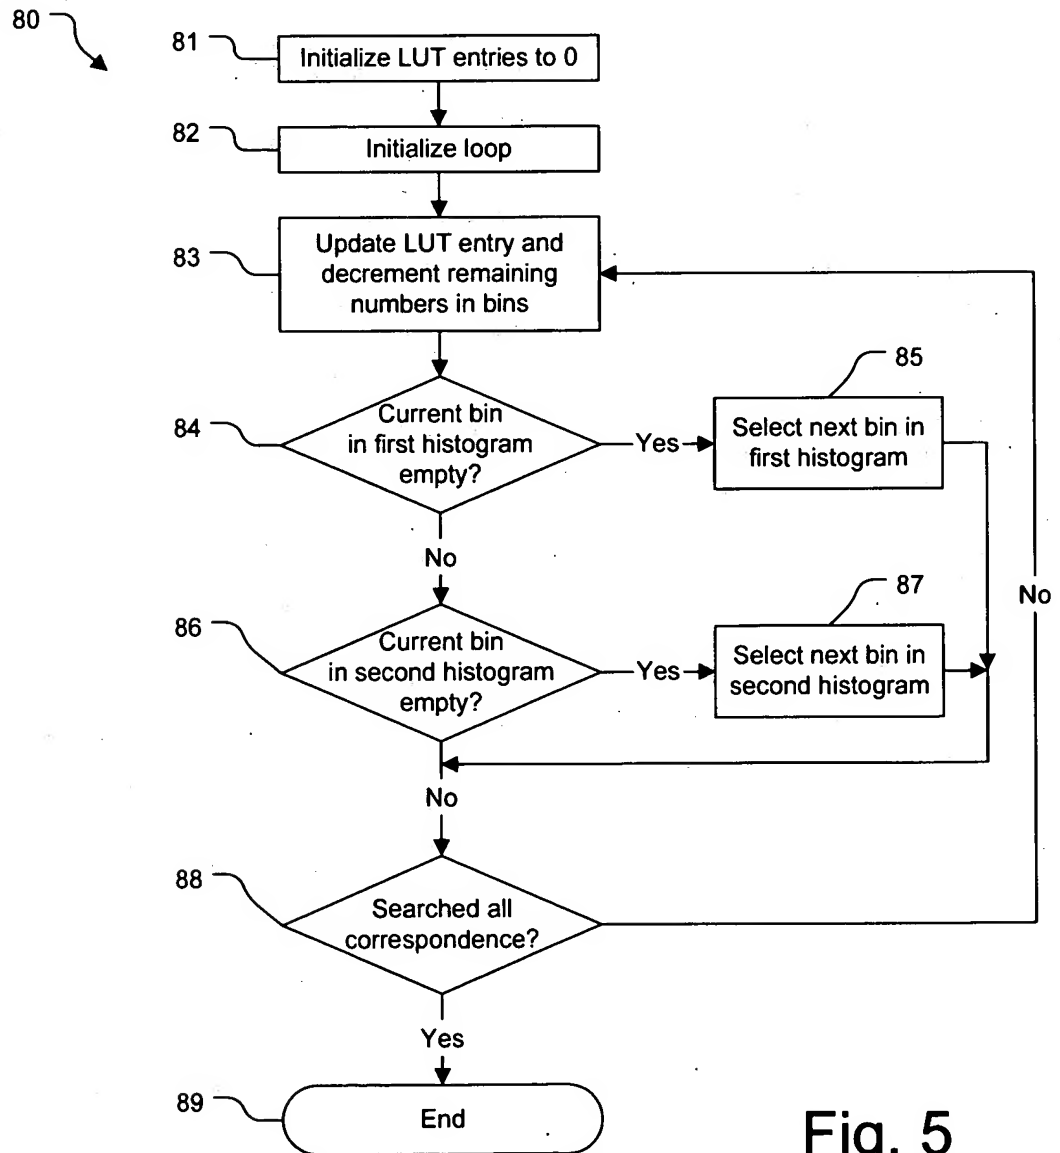 80
81
Initialize LUT entries to 0
82
Initialize loop
83
Update LUT entry and
decrement remaining
numbers in bins
84
Current bin
in first histogram
empty?
Yes
85
Select next bin in
first histogram
No
86
Current bin
in second histogram
empty?
Yes
87
Select next bin in
second histogram
No
No
88
Searched all
correspondence?
Yes
89
End
Fig. 5